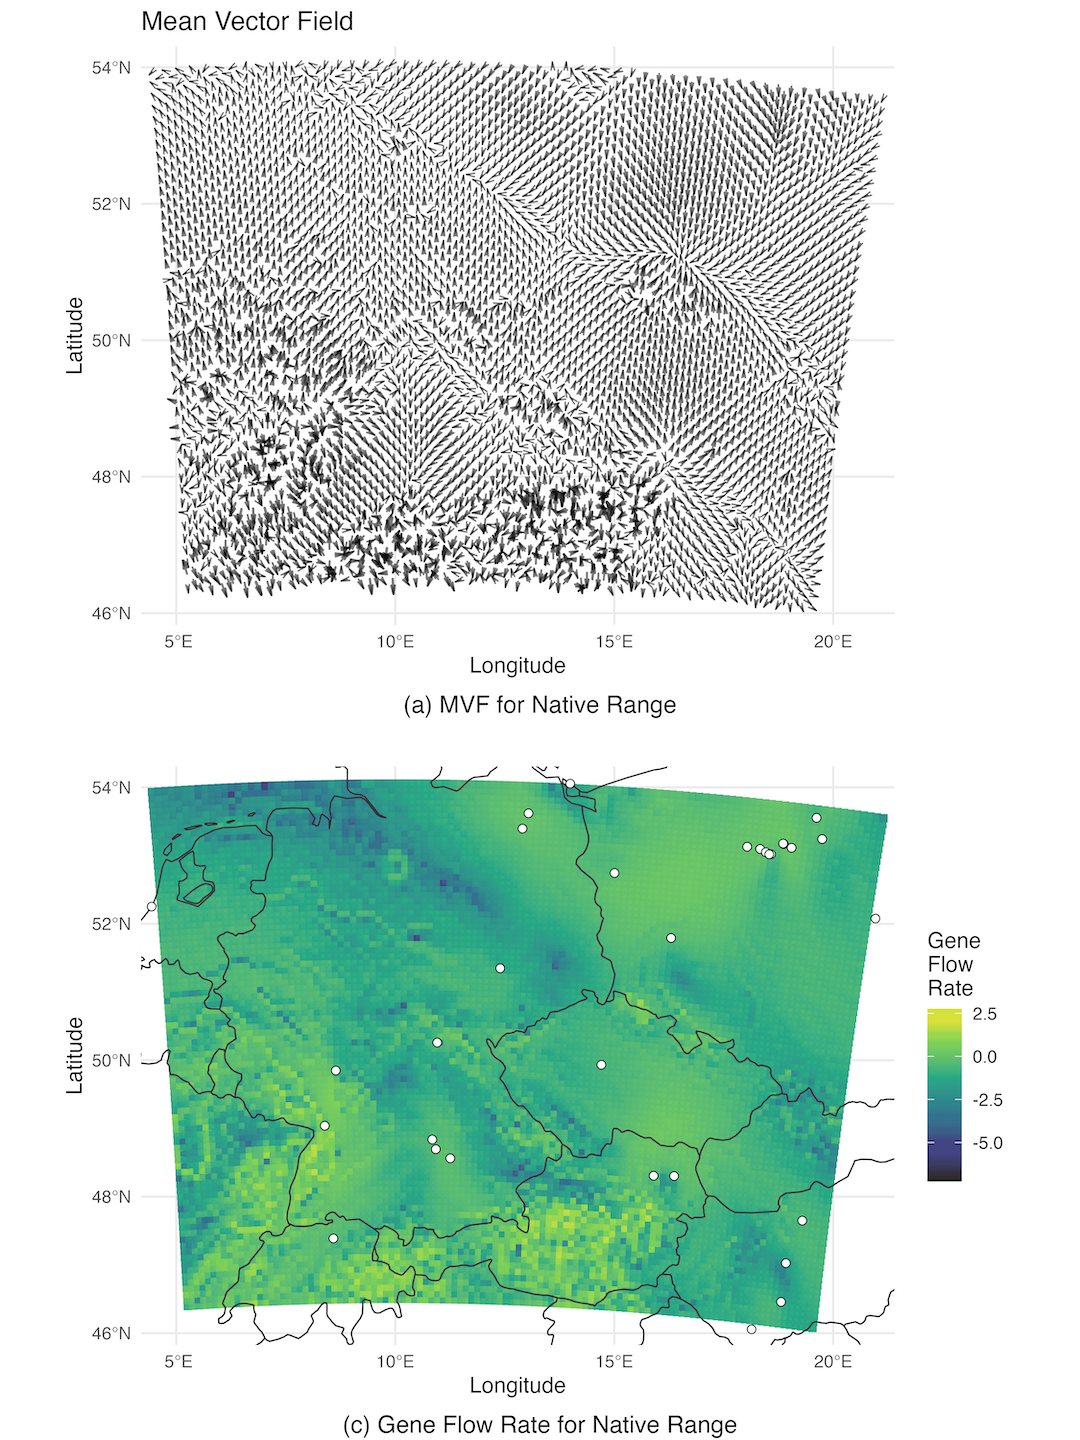 Mean Vector Field
54°N
52°N
50°N
48°N
46°N
Latitude
5°E
10°E
15°E
20°E
Longitude
(a) MVF for Native Range
54°N
52°N
50°N
48°N
46°N
Latitude
5°E
10°E
15°E
20°E
Longitude
Gene
Flow
Rate
2.5
0.0
-2.5
-5.0
(c) Gene Flow Rate for Native Range